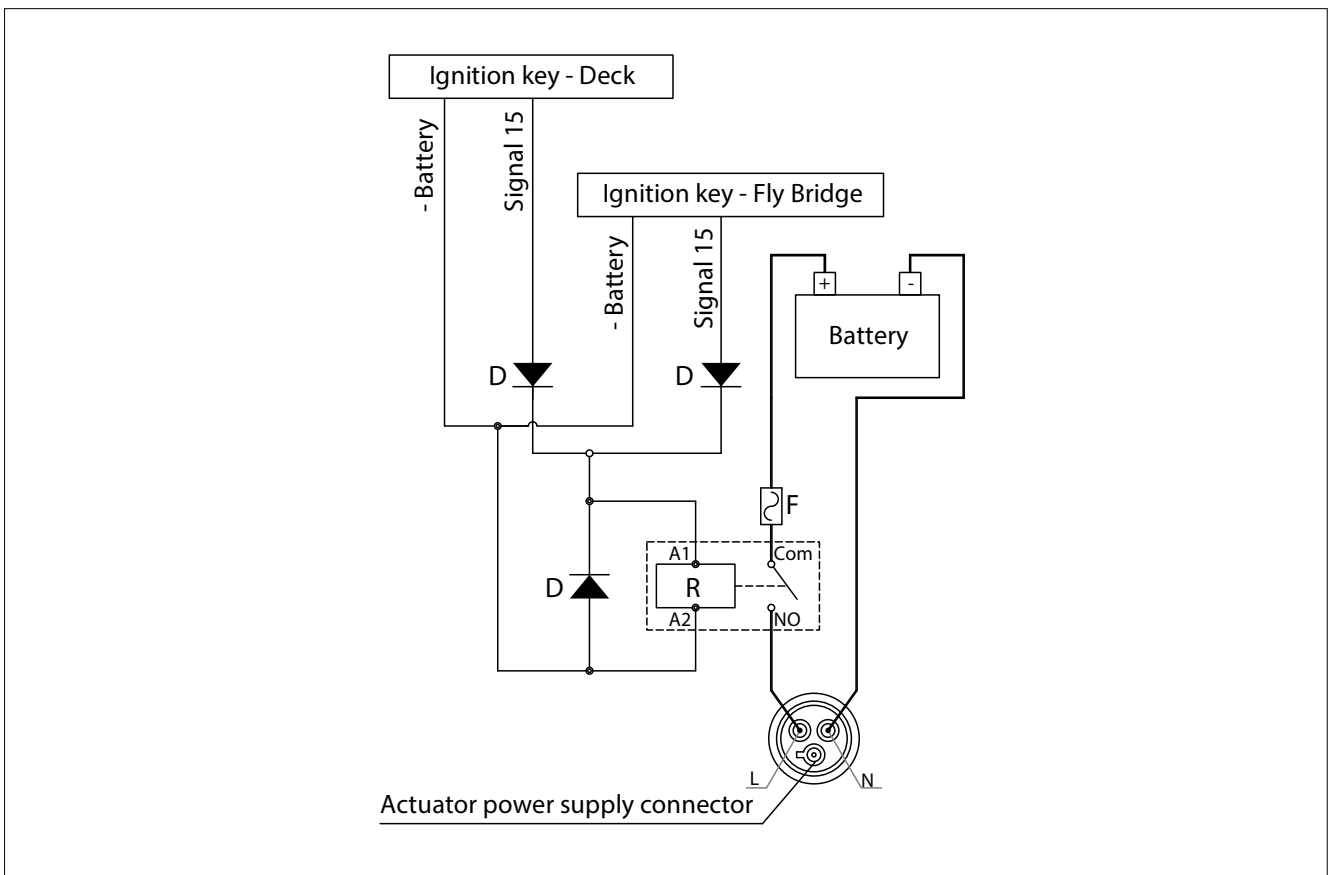 Ignition key - Deck
- Battery
Signal 15
Ignition key - Fly Bridge
- Battery
Signal 15
+
-
Battery
D
D
F
A1
Com
D
R
A2
NO
L
N
Actuator power supply connector